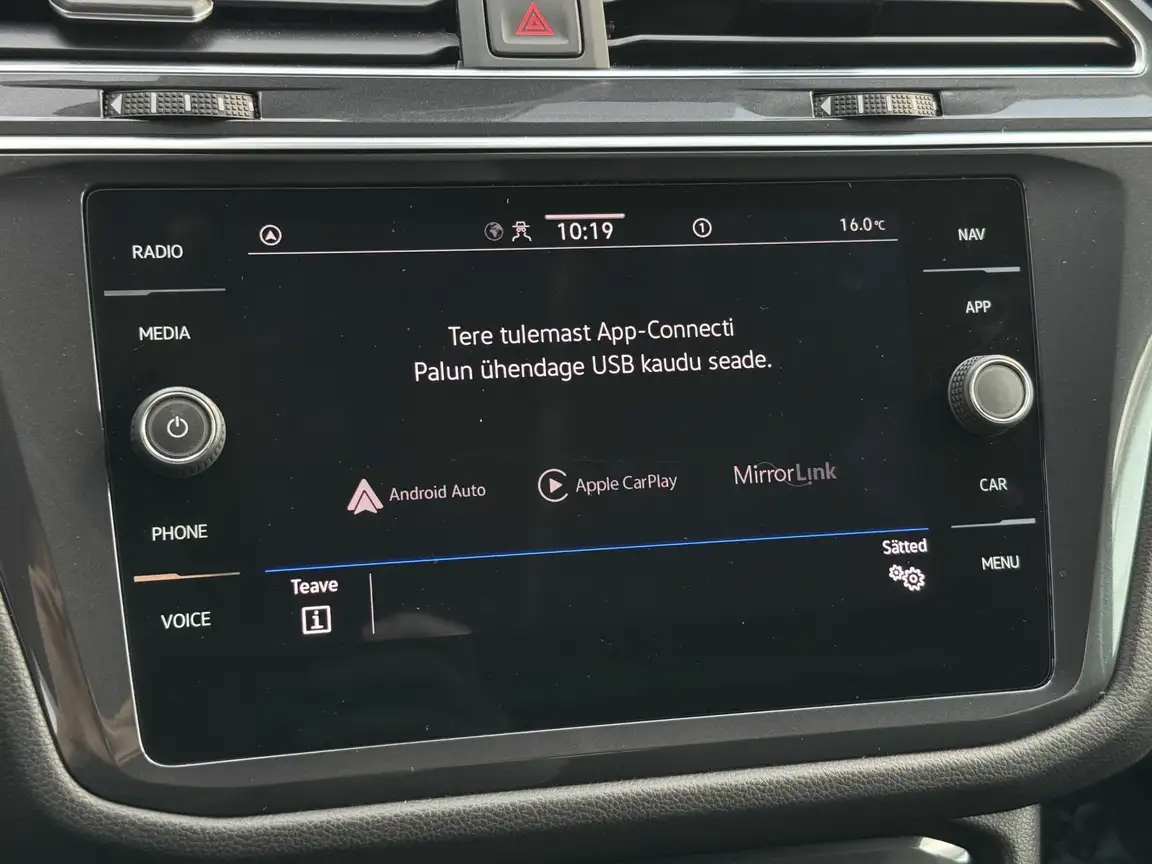 RADIO
MEDIA
PHONE
VOICE
10:19
1
16.0°C
Tere tulemast App-Connecti
Palun ühendage USB kaudu seade.
Android Auto
Apple CarPlay
MirrorLink
Teave
i
Sätted
NAV
APP
CAR
MENU